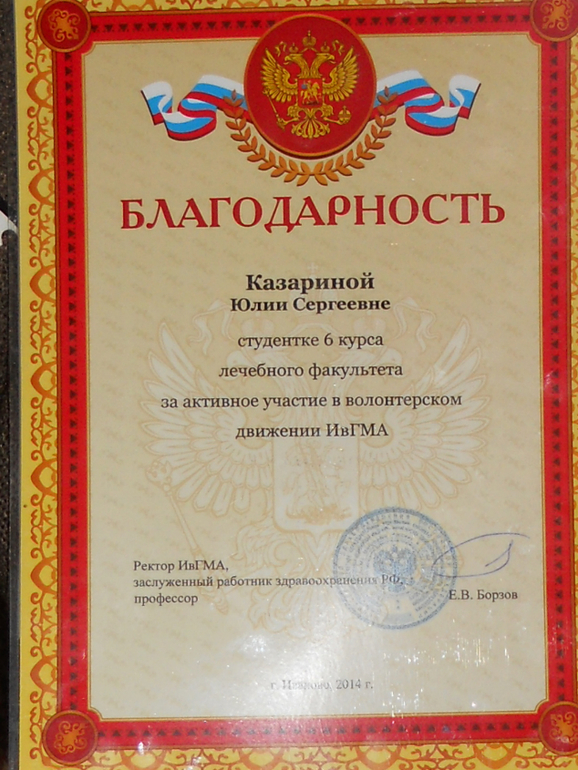 БЛАГОДАРНОСТЬ
Казариной
Юлии Сергеевне
студентке 6 курса
лечебного факультета
за активное участие в волонтерском
движении ИвГМА
Ректор ИвГМА,
заслуженный работник здравоохранения РФ,
профессор
Е.В. Борзов
г. Иваново, 2014 г.